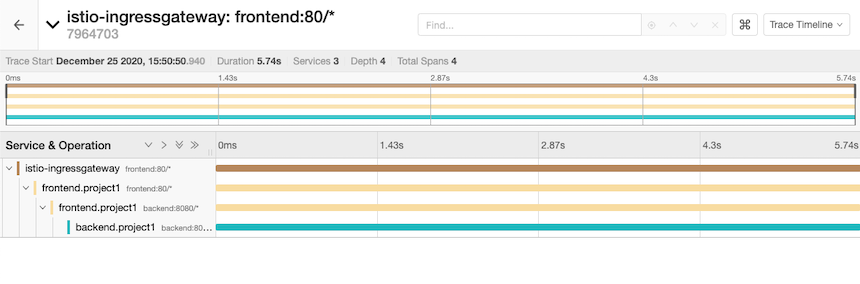 istio-ingressgateway: frontend:80/*
7964703
Find...
⌘
Trace Timeline
Trace Start December 25 2020, 15:50:50.940 Duration 5.74s Services 3 Depth 4 Total Spans 4
0ms 1.43s 2.87s 4.3s 5.74s
Service & Operation 0ms 1.43s 2.87s 4.3s 5.74s
istio-ingressgateway frontend:80/*
frontend.project1 frontend:80/*
frontend.project1 backend:8080/*
backend.project1 backend:80...